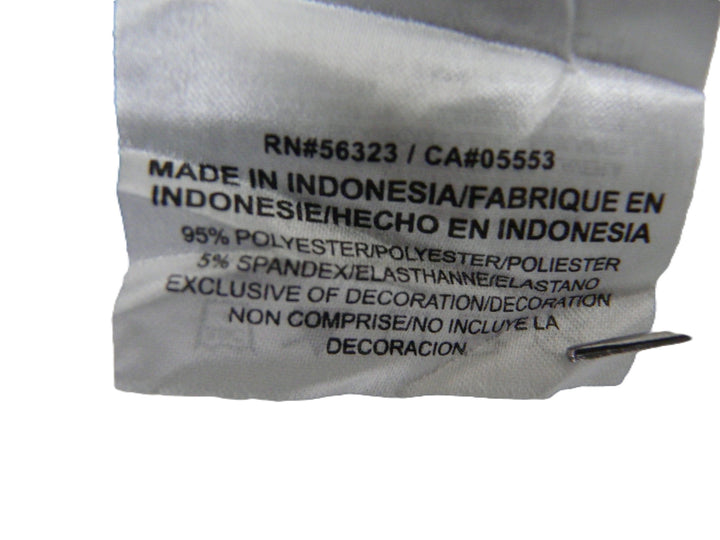 RN#56323 / CA#05553
MADE IN INDONESIA/FABRIQUE EN
INDONESIE/HECHO EN INDONESIA
95% POLYESTER/POLYESTER/POLIESTER
5% SPANDEX/ELASTHANNE/ELASTANO
EXCLUSIVE OF DECORATION/DECORATION
NON COMPRISE/NO INCLUYE LA
DECORACION